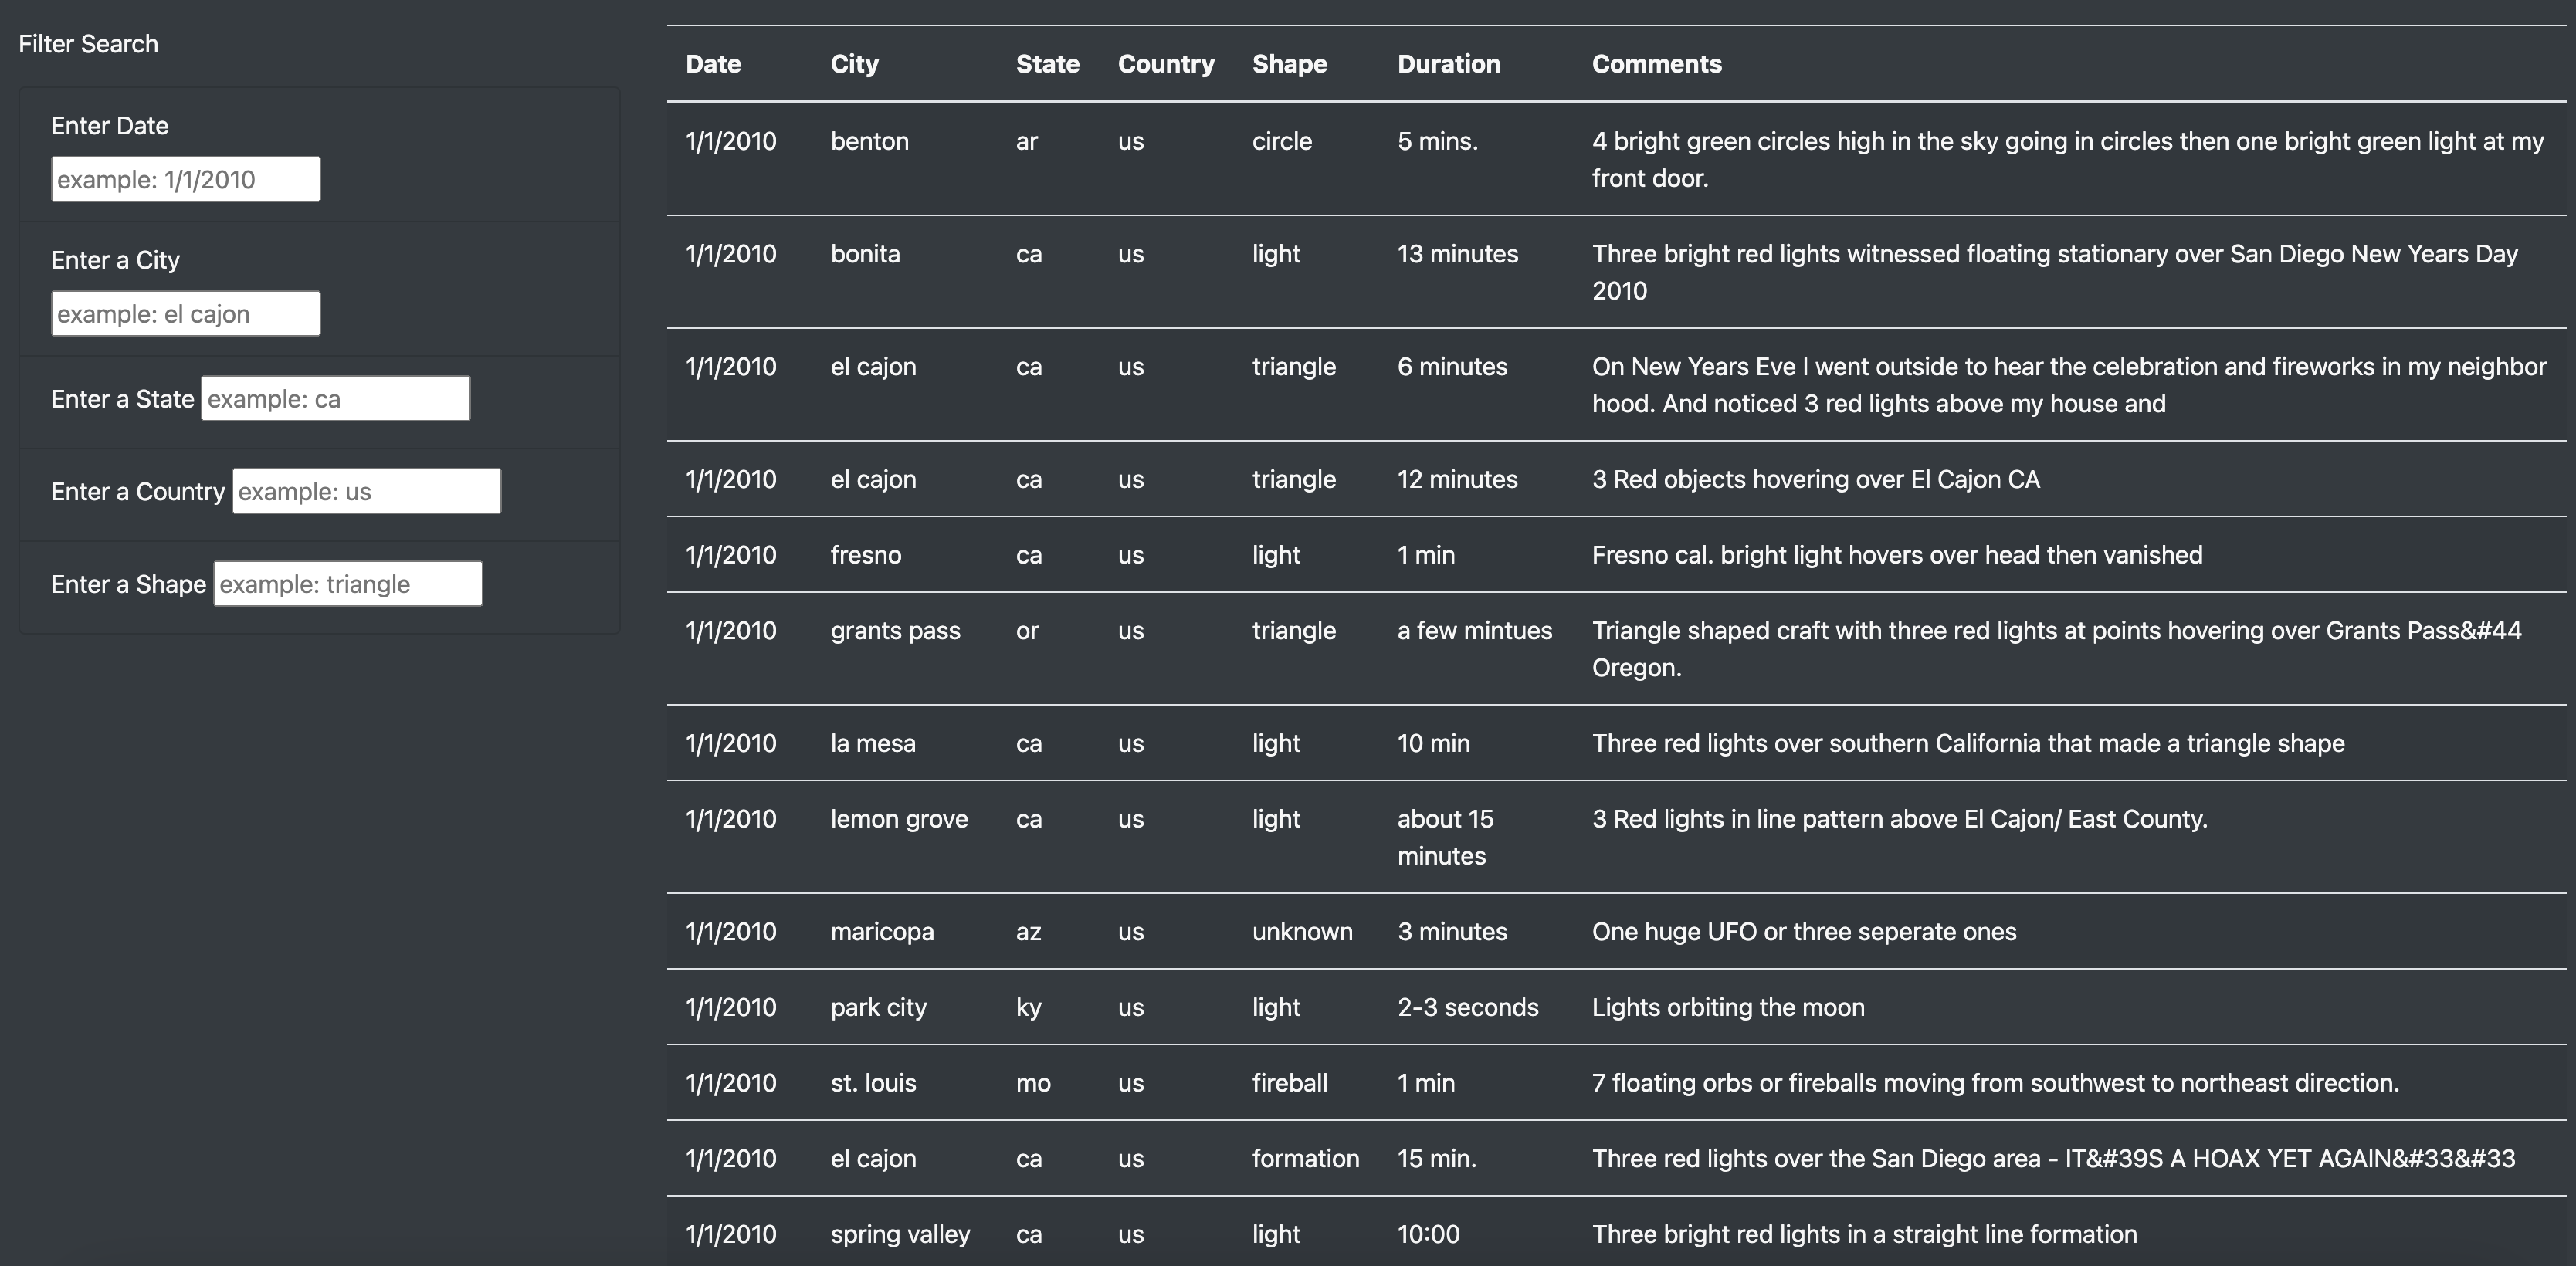 Filter Search
Enter Date
example: 1/1/2010
Enter a City
example: el cajon
Enter a State example: ca
Enter a Country example: us
Enter a Shape example: triangle
Date City State Country Shape Duration Comments
1/1/2010 benton ar us circle 5 mins. 4 bright green circles high in the sky going in circles then one bright green light at my
front door.
1/1/2010 bonita ca us light 13 minutes Three bright red lights witnessed floating stationary over San Diego New Years Day
2010
1/1/2010 el cajon ca us triangle 6 minutes On New Years Eve I went outside to hear the celebration and fireworks in my neighbor
hood. And noticed 3 red lights above my house and
1/1/2010 el cajon ca us triangle 12 minutes 3 Red objects hovering over El Cajon CA
1/1/2010 fresno ca us light 1 min Fresno cal. bright light hovers over head then vanished
1/1/2010 grants pass or us triangle a few mintues Triangle shaped craft with three red lights at points hovering over Grants Pass&#44
Oregon.
1/1/2010 la mesa ca us light 10 min Three red lights over southern California that made a triangle shape
1/1/2010 lemon grove ca us light about 15 3 Red lights in line pattern above El Cajon/ East County.
minutes
1/1/2010 maricopa az us unknown 3 minutes One huge UFO or three seperate ones
1/1/2010 park city ky us light 2-3 seconds Lights orbiting the moon
1/1/2010 st. louis mo us fireball 1 min 7 floating orbs or fireballs moving from southwest to northeast direction.
1/1/2010 el cajon ca us formation 15 min. Three red lights over the San Diego area - IT&#39S A HOAX YET AGAIN&#33&#33
1/1/2010 spring valley ca us light 10:00 Three bright red lights in a straight line formation